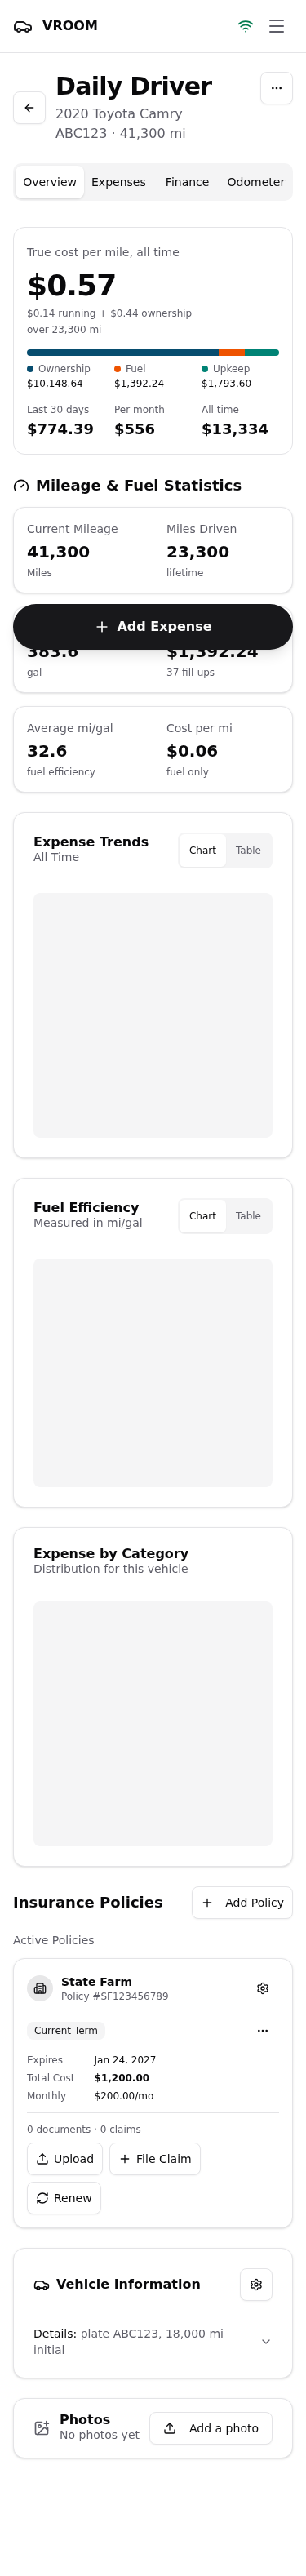 VROOM
Daily Driver
2020 Toyota Camry
ABC123 · 41,300 mi
Overview
Expenses
Finance
Odometer
True cost per mile, all time
$0.57
$0.14 running + $0.44 ownership
over 23,300 mi
Ownership
$10,148.64
Fuel
$1,392.24
Upkeep
$1,793.60
Last 30 days
$774.39
Per month
$556
All time
$13,334
Mileage & Fuel Statistics
Current Mileage
41,300
Miles
Miles Driven
23,300
lifetime
Add Expense
383.6
gal
$1,392.24
37 fill-ups
Average mi/gal
32.6
fuel efficiency
Cost per mi
$0.06
fuel only
Expense Trends
All Time
Chart
Table
Fuel Efficiency
Measured in mi/gal
Chart
Table
Expense by Category
Distribution for this vehicle
Insurance Policies
Add Policy
Active Policies
State Farm
Policy #SF123456789
Current Term
Expires Jan 24, 2027
Total Cost $1,200.00
Monthly $200.00/mo
0 documents · 0 claims
Upload
File Claim
Renew
Vehicle Information
Details: plate ABC123, 18,000 mi
initial
Photos
No photos yet
Add a photo